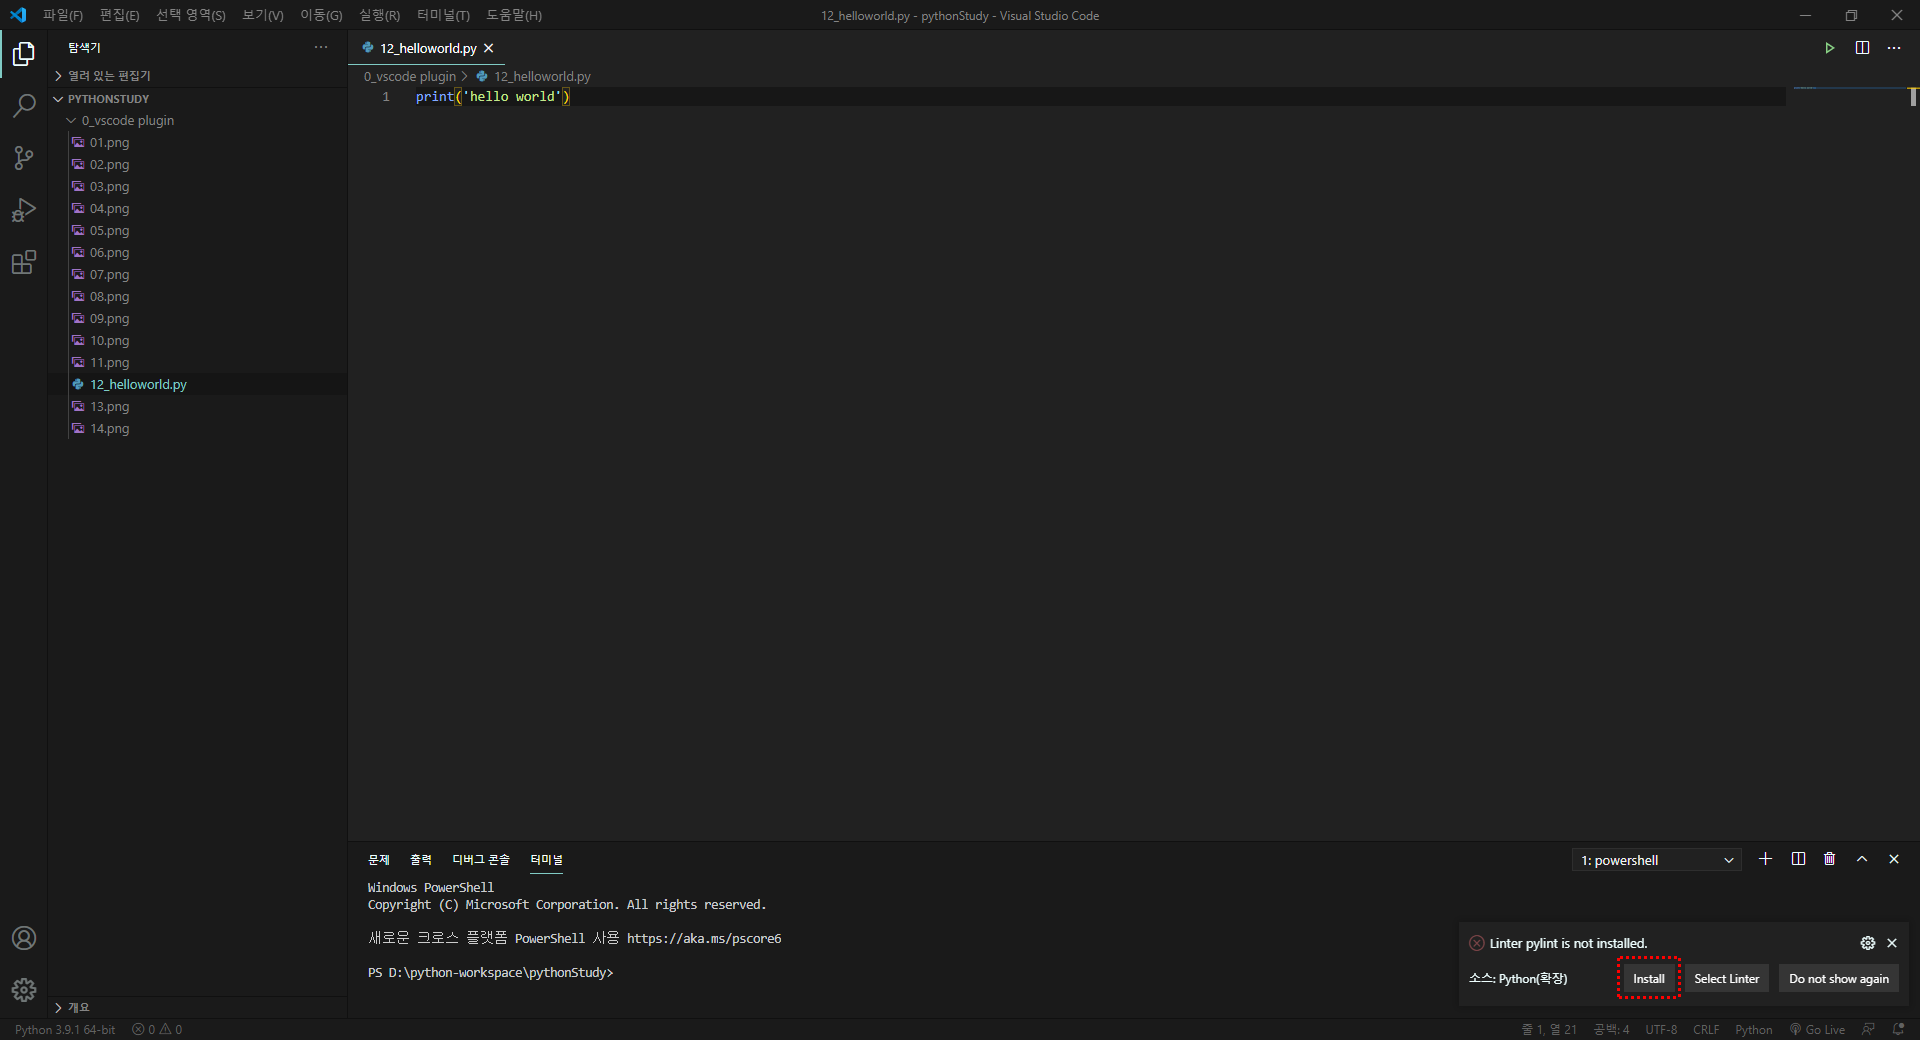 파일(F) 편집(E) 선택 영역(S) 보기(V) 이동(G) 실행(R) 터미널(T) 도움말(H)
12_helloworld.py - pythonStudy - Visual Studio Code
탐색기
열려 있는 편집기
PYTHONSTUDY
0_vscode plugin
01.png
02.png
03.png
04.png
05.png
06.png
07.png
08.png
09.png
10.png
11.png
12_helloworld.py
13.png
14.png
개요
12_helloworld.py
0_vscode plugin > 12_helloworld.py
1 print('hello world')
문제 출력 디버그 콘솔 터미널
1: powershell
Windows PowerShell
Copyright (C) Microsoft Corporation. All rights reserved.
새로운 크로스 플랫폼 PowerShell 사용 https://aka.ms/pscore6
PS D:\python-workspace\pythonStudy>
Linter pylint is not installed.
소스: Python(확장) Install Select Linter Do not show again
Python 3.9.1 64-bit 0 0
줄 1, 열 21 공백: 4 UTF-8 CRLF Python Go Live